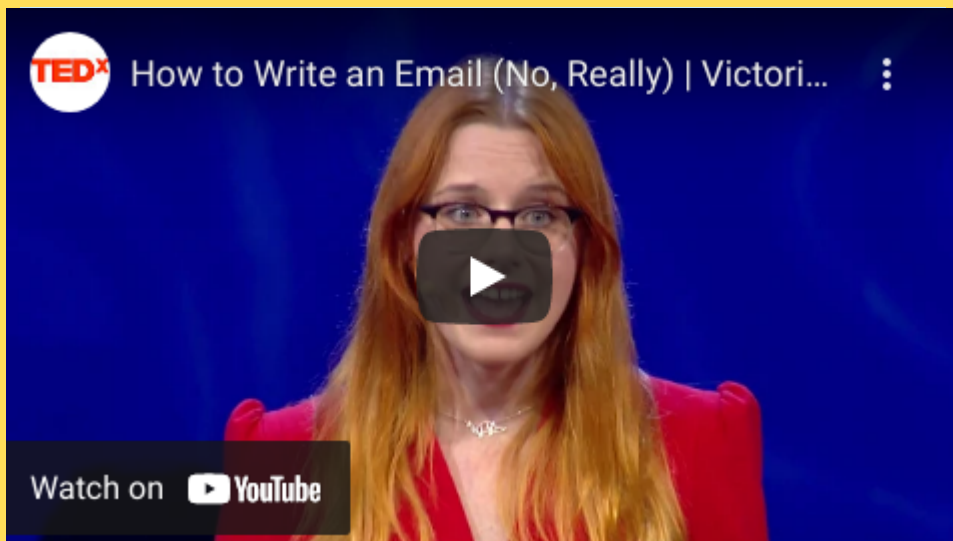 TEDx
How to Write an Email (No, Really) | Victori...
Watch on YouTube